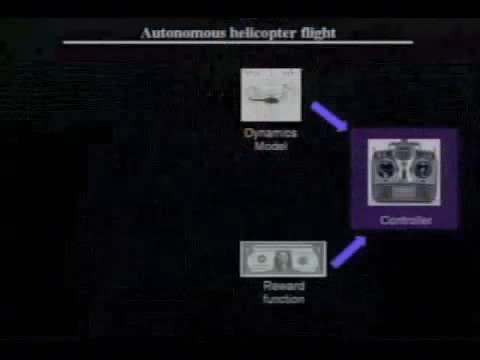 Autonomous helicopter flight
Dynamics
Model
Controller
Reward
function